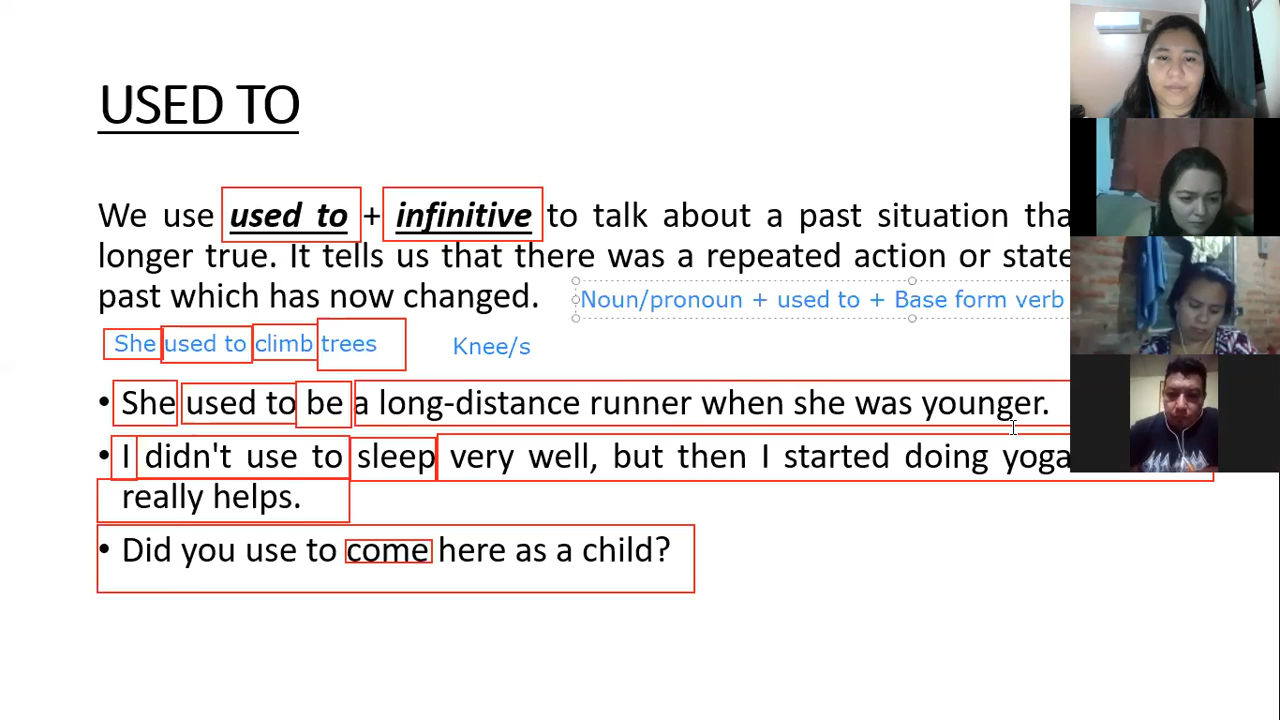 USED TO
We use used to + infinitive to talk about a past situation tha
longer true. It tells us that there was a repeated action or state
past which has now changed. Noun/pronoun + used to + Base form verb
She used to climb trees Knee/s
• She used to be a long-distance runner when she was younger.
• I didn't use to sleep very well, but then I started doing yoga
really helps.
• Did you use to come here as a child?